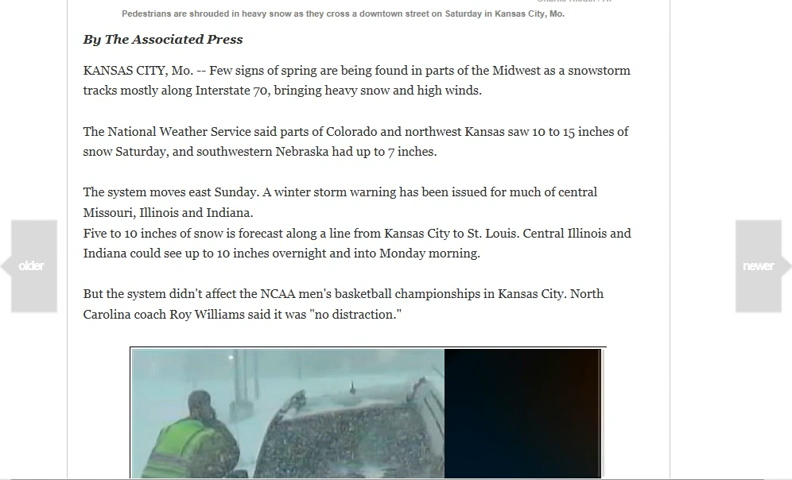 Pedestrians are shrouded in heavy snow as they cross a downtown street on Saturday in Kansas City, Mo.
By The Associated Press
KANSAS CITY, Mo. -- Few signs of spring are being found in parts of the Midwest as a snowstorm
tracks mostly along Interstate 70, bringing heavy snow and high winds.
The National Weather Service said parts of Colorado and northwest Kansas saw 10 to 15 inches of
snow Saturday, and southwestern Nebraska had up to 7 inches.
The system moves east Sunday. A winter storm warning has been issued for much of central
Missouri, Illinois and Indiana.
Five to 10 inches of snow is forecast along a line from Kansas City to St. Louis. Central Illinois and
Indiana could see up to 10 inches overnight and into Monday morning.
older
newer
But the system didn't affect the NCAA men's basketball championships in Kansas City. North
Carolina coach Roy Williams said it was "no distraction."